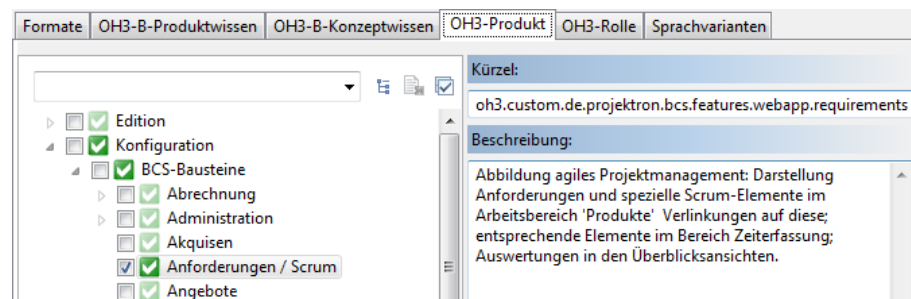 Formate OH3-B-Produktwissen OH3-B-Konzeptwissen OH3-Produkt OH3-Rolle Sprachvarianten
Kürzel:
oh3.custom.de.projektron.bcs.features.webapp.requirements
Beschreibung:
Abbildung agiles Projektmanagement: Darstellung
Anforderungen und spezielle Scrum-Elemente im
Arbeitsbereich 'Produkte' Verlinkungen auf diese;
entsprechende Elemente im Bereich Zeiterfassung;
Auswertungen in den Überblicksansichten.
Edition
Konfiguration
BCS-Bausteine
Abrechnung
Administration
Akquisen
Anforderungen / Scrum
Angebote